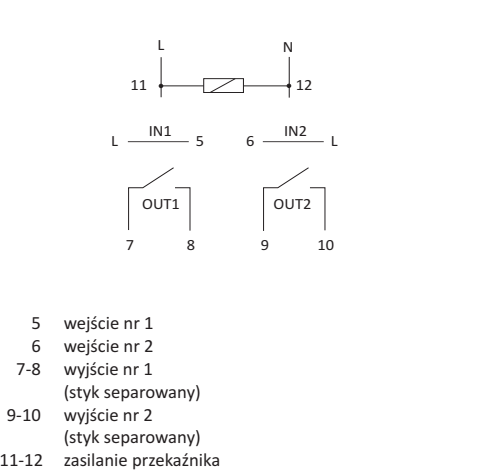 L N
11 12
L IN1 5 6 IN2 L
OUT1 OUT2
7 8 9 10
5 wejście nr 1
6 wejście nr 2
7-8 wyjście nr 1
(styk separowany)
9-10 wyjście nr 2
(styk separowany)
11-12 zasilanie przekaźnika